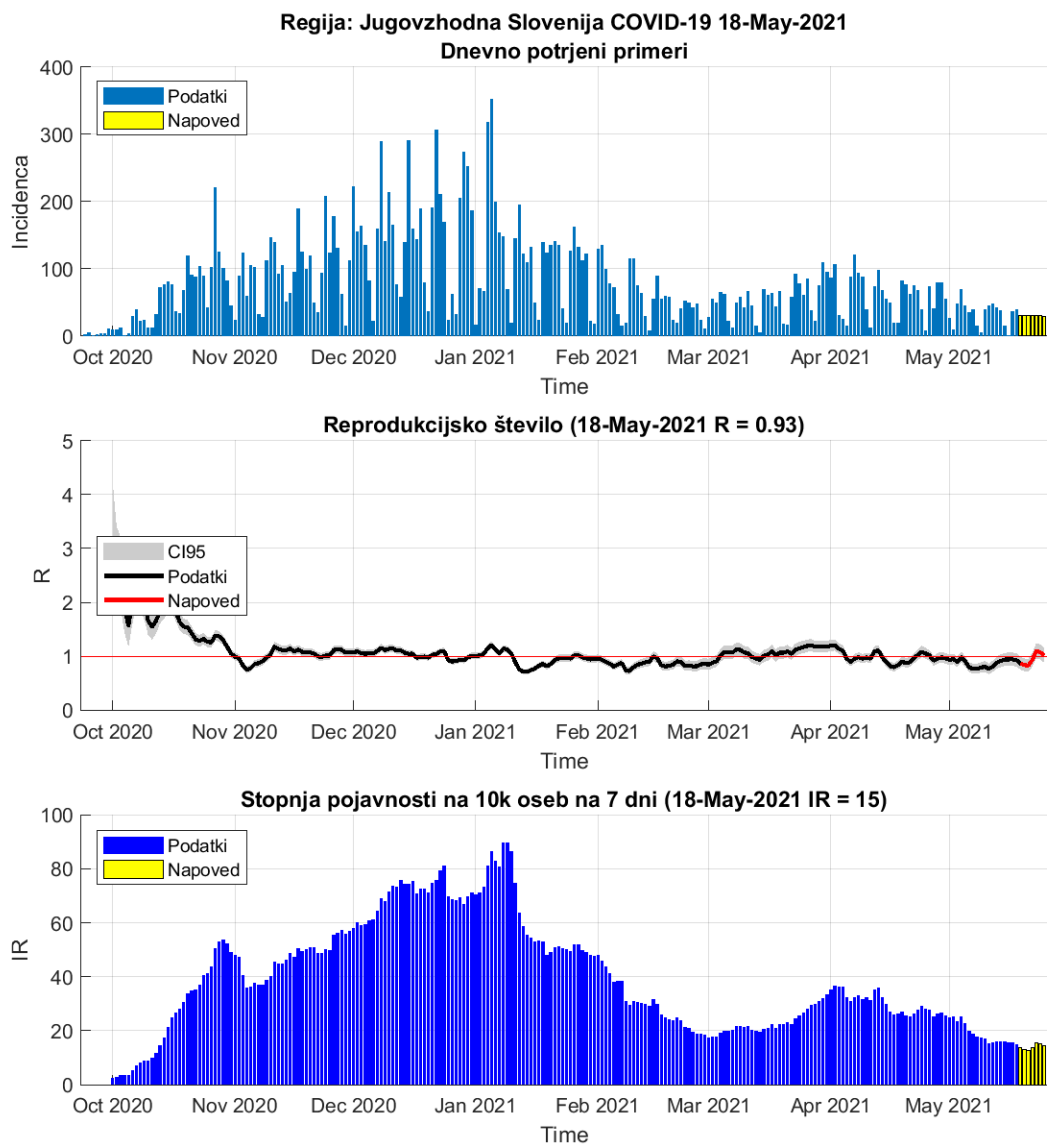 Regija: Jugovzhodna Slovenija COVID-19 18-May-2021
Dnevno potrjeni primeri
400
300
200
100
0
Incidenca
Podatki
Napoved
Oct 2020 Nov 2020 Dec 2020 Jan 2021 Feb 2021 Mar 2021 Apr 2021 May 2021
Time
Reprodukcijsko število (18-May-2021 R = 0.93)
5
4
3
2
1
0
R
CI95
Podatki
Napoved
Oct 2020 Nov 2020 Dec 2020 Jan 2021 Feb 2021 Mar 2021 Apr 2021 May 2021
Time
Stopnja pojavnosti na 10k oseb na 7 dni (18-May-2021 IR = 15)
100
80
60
40
20
0
IR
Podatki
Napoved
Oct 2020 Nov 2020 Dec 2020 Jan 2021 Feb 2021 Mar 2021 Apr 2021 May 2021
Time